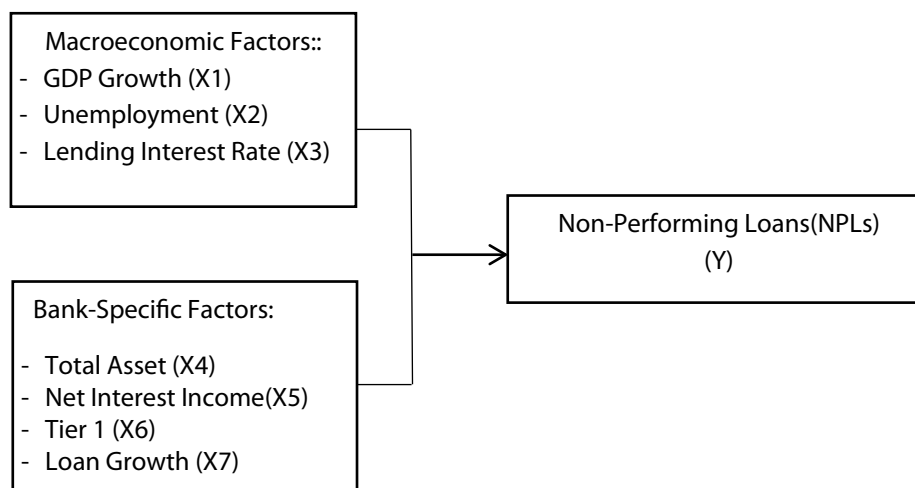 Macroeconomic Factors::
- GDP Growth (X1)
- Unemployment (X2)
- Lending Interest Rate (X3)
Non-Performing Loans(NPLs)
(Y)
Bank-Specific Factors:
- Total Asset (X4)
- Net Interest Income(X5)
- Tier 1 (X6)
- Loan Growth (X7)